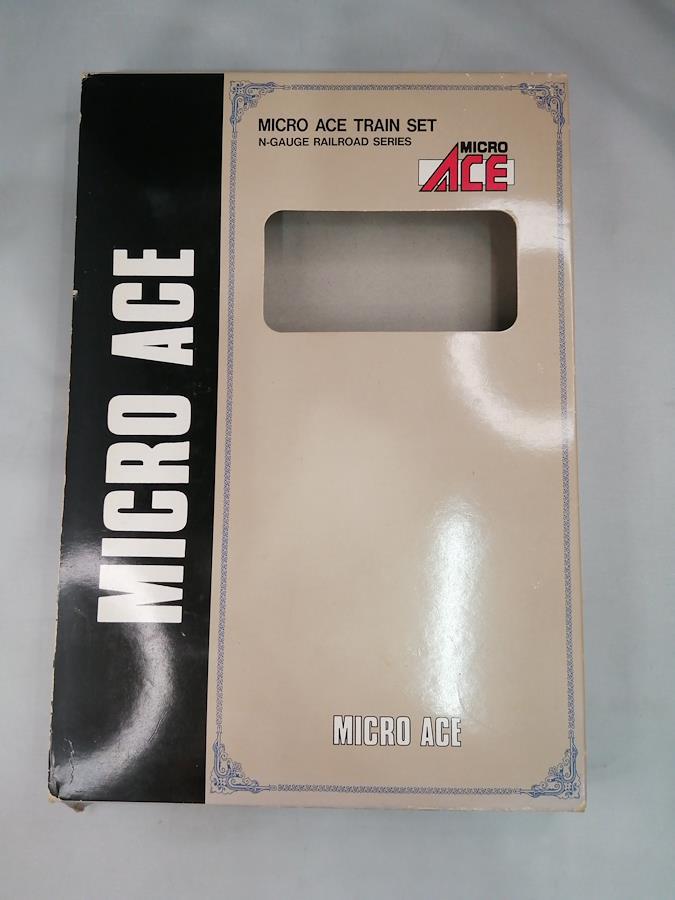 MICRO ACE TRAIN SET
N-GAUGE RAILROAD SERIES
MICRO
ACE
MICRO ACE
MICRO ACE